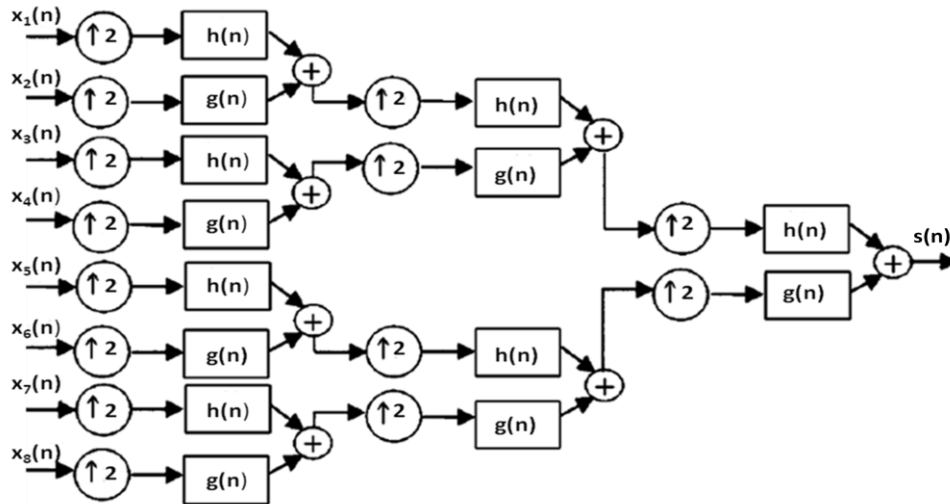 x₁(n)
↑2
h(n)
+
x₂(n)
↑2
g(n)
↑2
h(n)
+
x₃(n)
↑2
h(n)
+
↑2
g(n)
x₄(n)
↑2
g(n)
↑2
h(n)
s(n)
+
x₅(n)
↑2
h(n)
+
↑2
g(n)
x₆(n)
↑2
g(n)
↑2
h(n)
+
x₇(n)
↑2
h(n)
+
↑2
g(n)
x₈(n)
↑2
g(n)